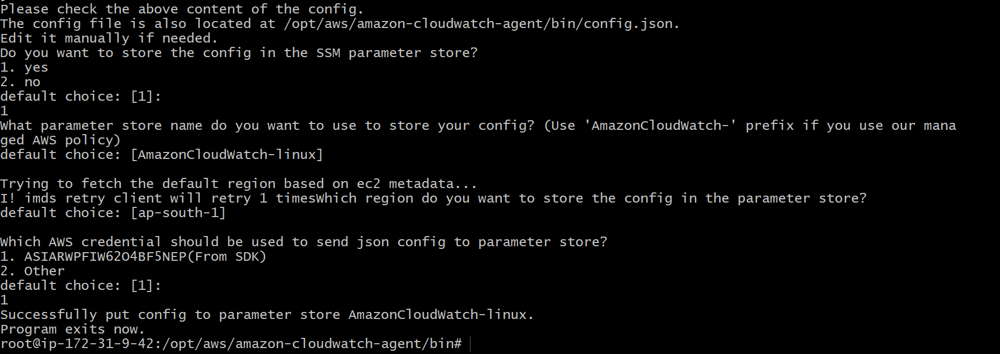 Please check the above content of the config.
The config file is also located at /opt/aws/amazon-cloudwatch-agent/bin/config.json.
Edit it manually if needed.
Do you want to store the config in the SSM parameter store?
1. yes
2. no
default choice: [1]:
1
What parameter store name do you want to use to store your config? (Use 'AmazonCloudWatch-' prefix if you use our mana
ged AWS policy)
default choice: [AmazonCloudWatch-linux]
Trying to fetch the default region based on ec2 metadata...
I! imds retry client will retry 1 timesWhich region do you want to store the config in the parameter store?
default choice: [ap-south-1]
Which AWS credential should be used to send json config to parameter store?
1. ASIARWPFIW62O4BF5NEP(From SDK)
2. Other
default choice: [1]:
1
Successfully put config to parameter store AmazonCloudWatch-linux.
Program exits now.
root@ip-172-31-9-42:/opt/aws/amazon-cloudwatch-agent/bin#